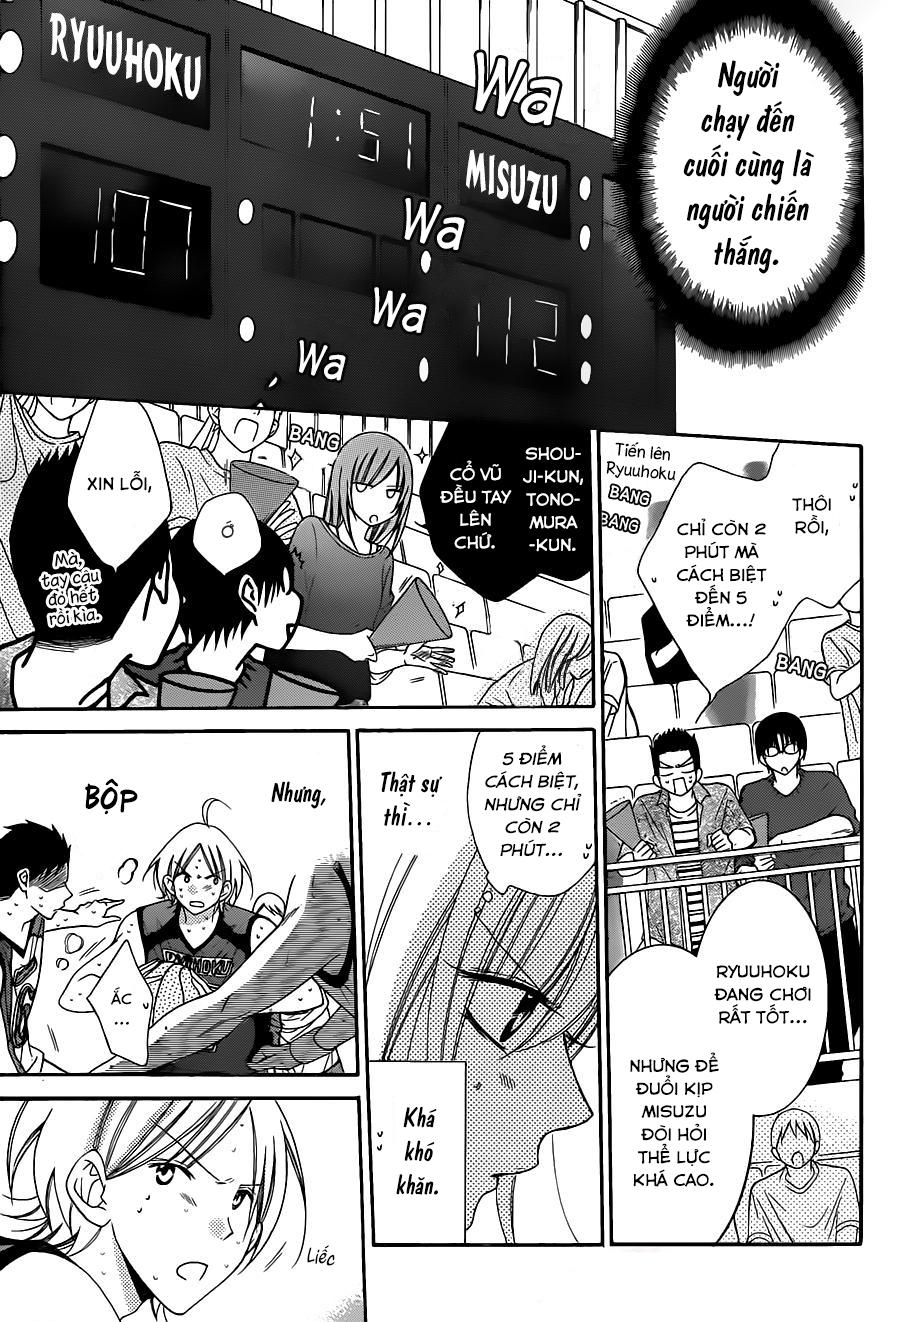 Người
chạy đến
cuối cùng là
người chiến
thắng.
RYUUHOKU
1:51
MISUZU
107
112
Wa
Wa
Wa
Wa
THÔI
RỒI,
CHỈ CÒN 2
PHÚT MÀ
CÁCH BIỆT
ĐẾN 5
ĐIỂM...!
Tiến lên
Ryuuhoku
BANG
BANG
BANG
RYUUHOKU
ĐANG CHƠI
RẤT TỐT...
NHƯNG ĐỂ
ĐUỔI KỊP
MISUZU
ĐÒI HỎI
THỂ LỰC
KHÁ CAO.
SHOU-
JI-KUN,
TONO-
MURA
-KUN.
CỔ VŨ
ĐỀU TAY
LÊN
CHỨ.
BANG
Ớ
XIN LỖI,
Mà,
tay cậu
đỏ hết
rồi kìa.
5 ĐIỂM
CÁCH BIỆT,
NHƯNG CHỈ
CÒN 2
PHÚT...
Thật sự
thì...
Khá
khó
khăn.
Nhưng,
BỘP
RYUHOKU
ẮC
...
Liếc